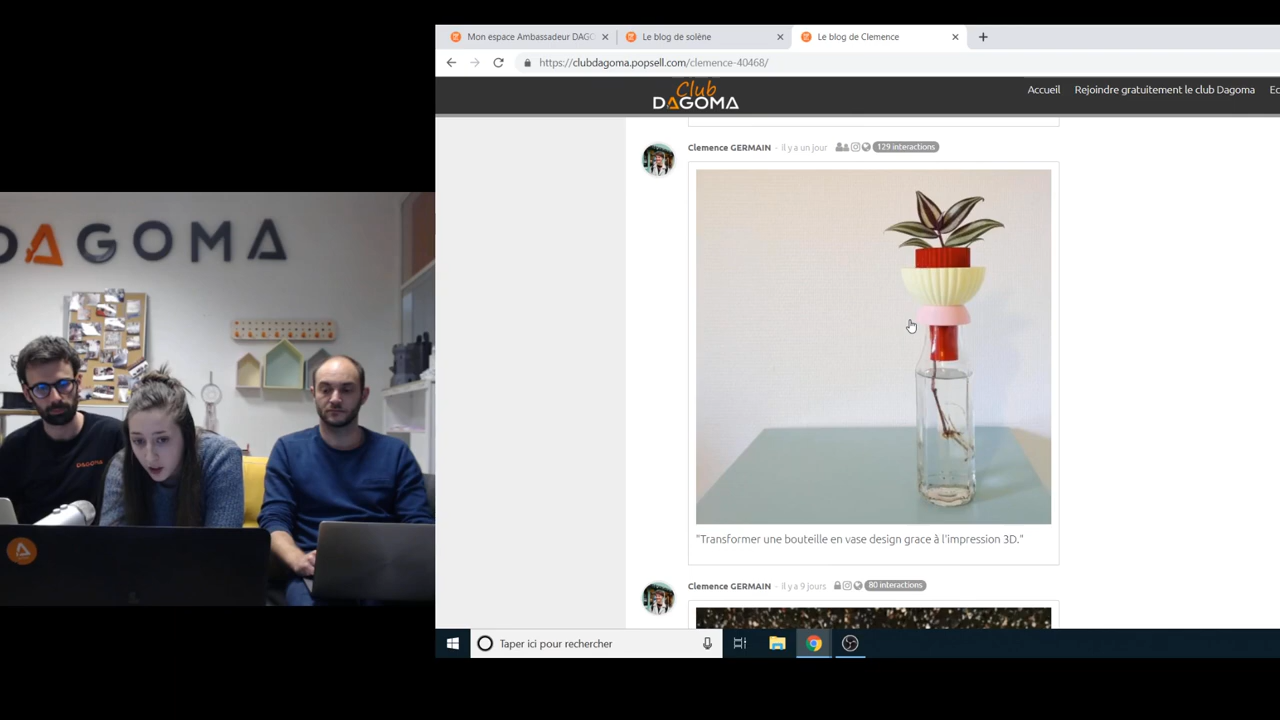 Mon espace Ambassadeur DAGO
Le blog de solène
Le blog de Clemence
https://clubdagoma.popsell.com/clemence-40468/
Club
DAGOMA
Accueil
Rejoindre gratuitement le club Dagoma
Clemence GERMAIN - il y a un jour
129 interactions
"Transformer une bouteille en vase design grace à l'impression 3D."
Clemence GERMAIN - il y a 9 jours
80 interactions
Taper ici pour rechercher
DAGOMA
DAGOMA